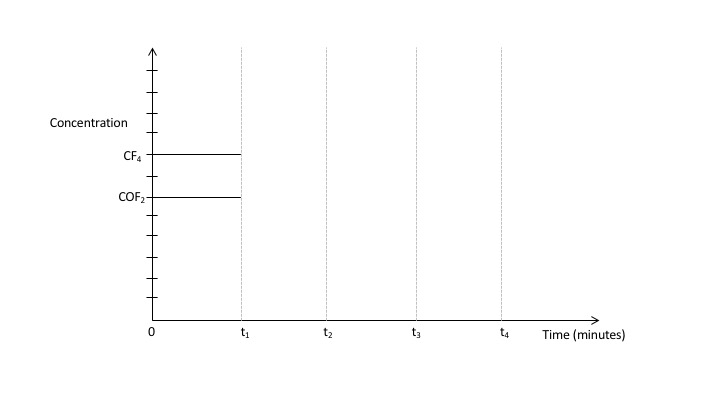 Concentration
CF₄
COF₂
0 t₁ t₂ t₃ t₄ Time (minutes)